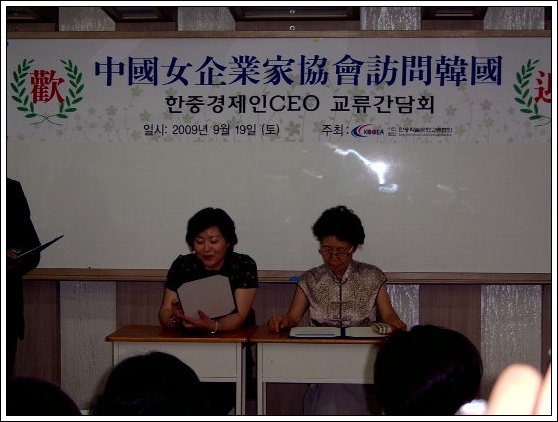 歡 中國女企業家協會訪問韓國 迎
한중경제인CEO 교류간담회
일시: 2009년 9월 19일 (토) 주최: